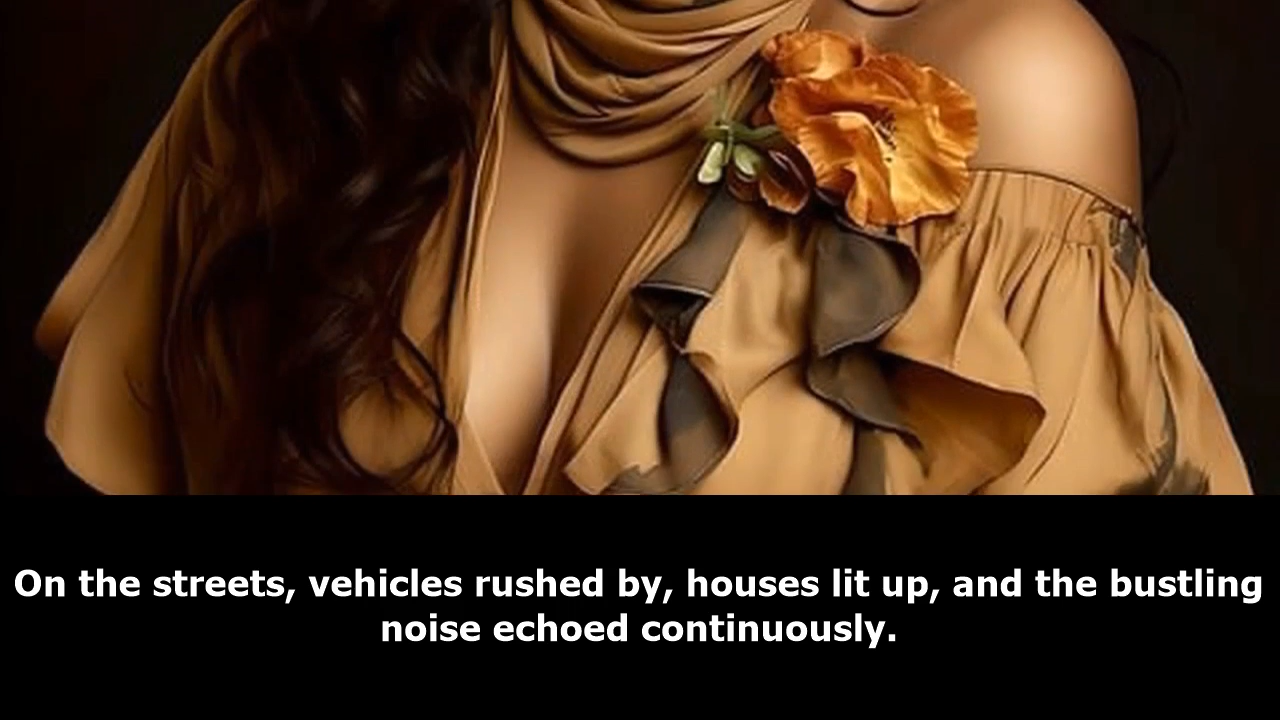 On the streets, vehicles rushed by, houses lit up, and the bustling
noise echoed continuously.